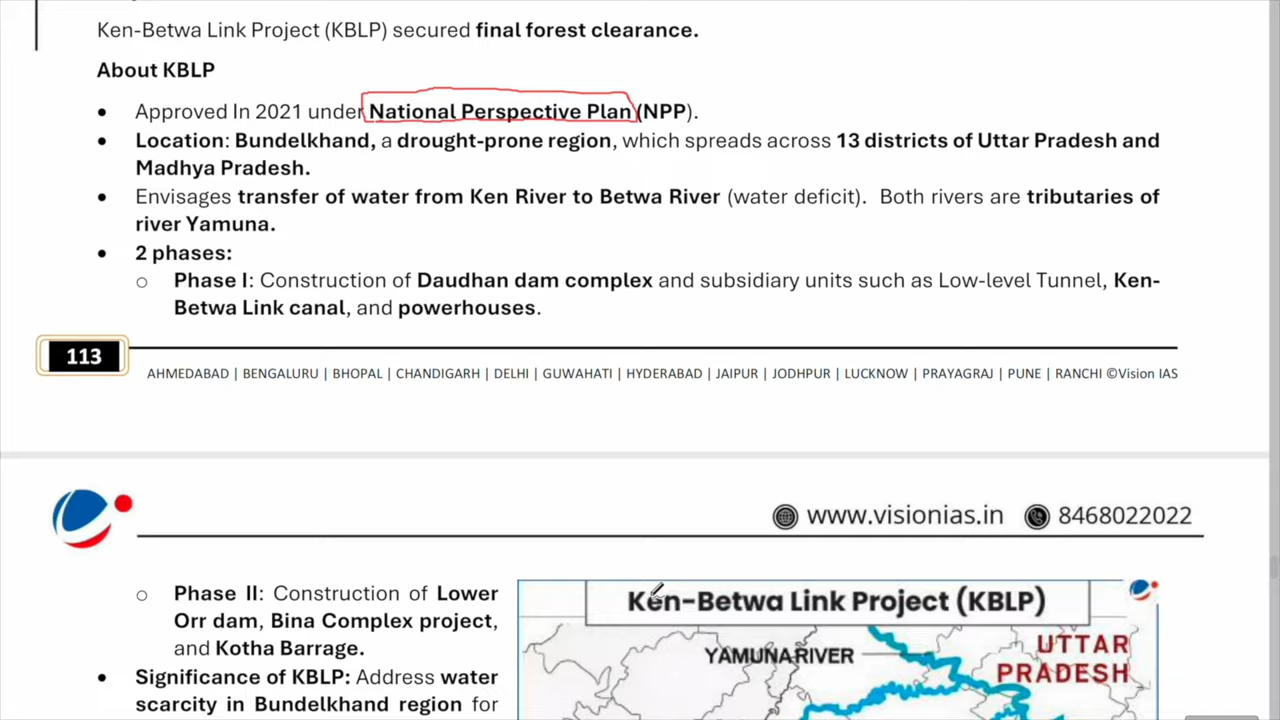 Ken-Betwa Link Project (KBLP) secured final forest clearance.
About KBLP
• Approved In 2021 under National Perspective Plan (NPP).
• Location: Bundelkhand, a drought-prone region, which spreads across 13 districts of Uttar Pradesh and
Madhya Pradesh.
• Envisages transfer of water from Ken River to Betwa River (water deficit). Both rivers are tributaries of
river Yamuna.
• 2 phases:
o Phase I: Construction of Daudhan dam complex and subsidiary units such as Low-level Tunnel, Ken-
Betwa Link canal, and powerhouses.
113
AHMEDABAD | BENGALURU | BHOPAL | CHANDIGARH | DELHI | GUWAHATI | HYDERABAD | JAIPUR | JODHPUR | LUCKNOW | PRAYAGRAJ | PUNE | RANCHI ©Vision IAS
www.visionias.in 8468022022
o Phase II: Construction of Lower
Orr dam, Bina Complex project,
and Kotha Barrage.
• Significance of KBLP: Address water
scarcity in Bundelkhand region for
Ken-Betwa Link Project (KBLP)
YAMUNA RIVER
UTTAR
PRADESH